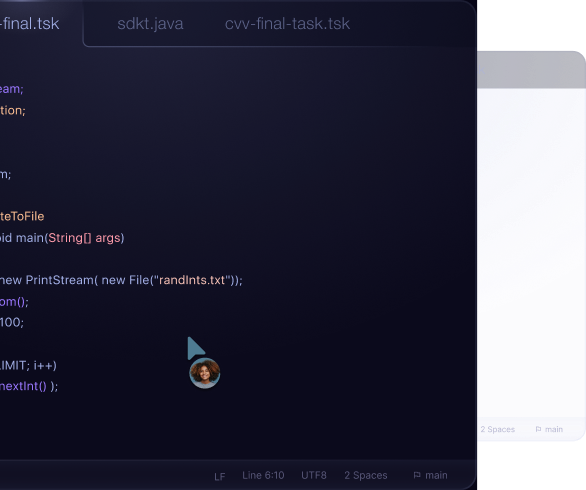 -final.tsk sdkt.java cvv-final-task.tsk
eam;
tion;
m;
teToFile
oid main(String[] args)
new PrintStream( new File("randInts.txt"));
om();
100;
LIMIT; i++)
nextInt() );
2 Spaces main
LF Line 6:10 UTF8 2 Spaces main